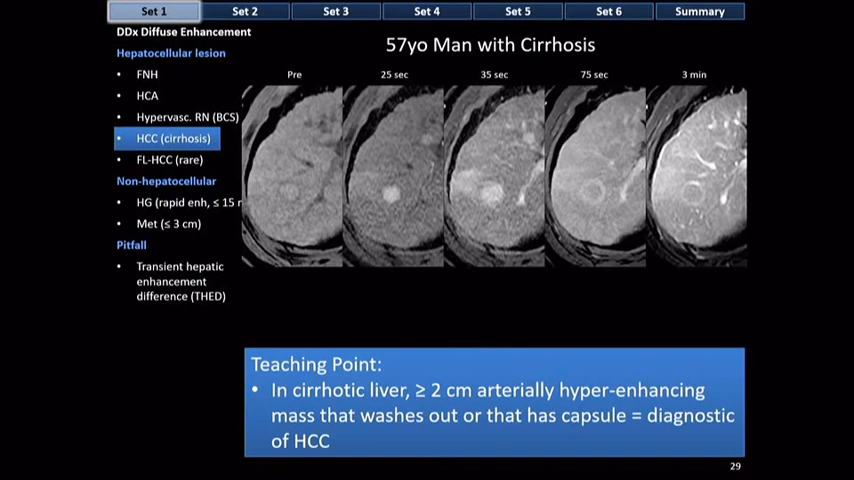 Set 1 Set 2 Set 3 Set 4 Set 5 Set 6 Summary
DDx Diffuse Enhancement
57yo Man with Cirrhosis
Hepatocellular lesion
Pre 25 sec 35 sec 75 sec 3 min
• FNH
• HCA
• Hypervasc. RN (BCS)
• HCC (cirrhosis)
• FL-HCC (rare)
Non-hepatocellular
• HG (rapid enh, ≤ 15 
• Met (≤ 3 cm)
Pitfall
• Transient hepatic
enhancement
difference (THED)
Teaching Point:
• In cirrhotic liver, ≥ 2 cm arterially hyper-enhancing
mass that washes out or that has capsule = diagnostic
of HCC
29